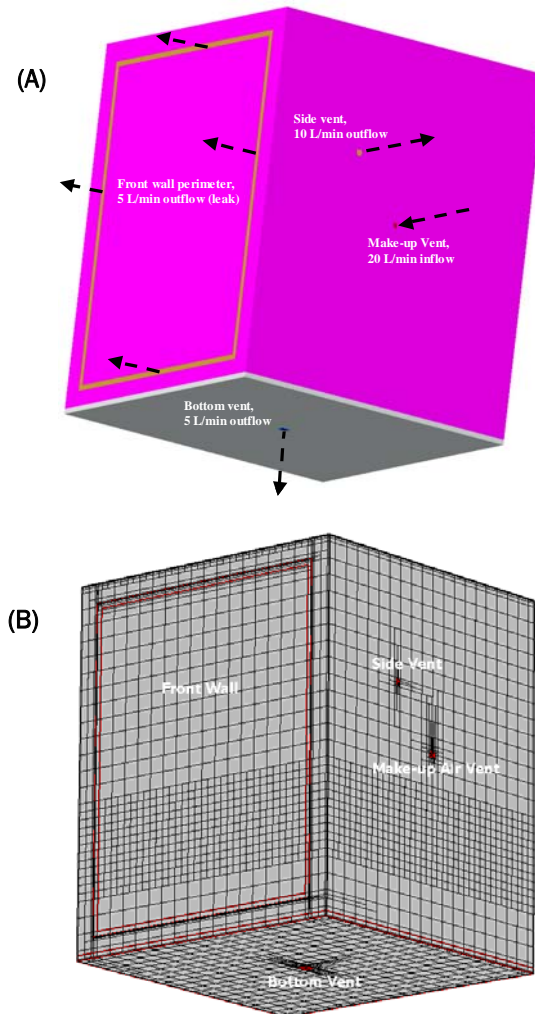 (A)
Side vent,
10 L/min outflow
Front wall perimeter,
5 L/min outflow (leak)
Make-up Vent,
20 L/min inflow
Bottom vent,
5 L/min outflow
(B)
Side Vent
Front Wall
Make-up Air Vent
Bottom Vent